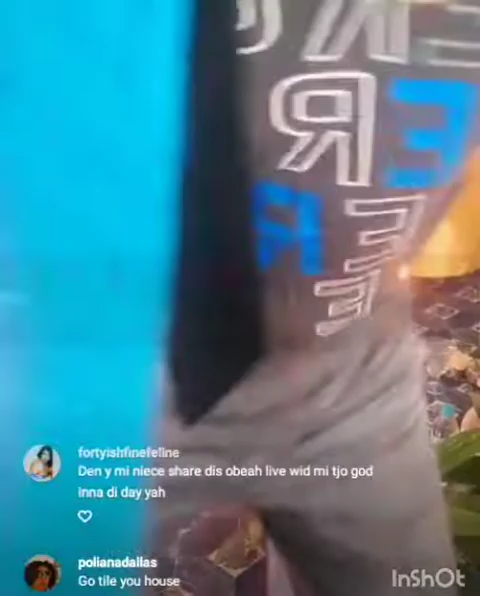 fortyishfinefeline
Den y mi niece share dis obeah live wid mi tjo god
inna di day yah
polianadallas
Go tile you house
InShOt